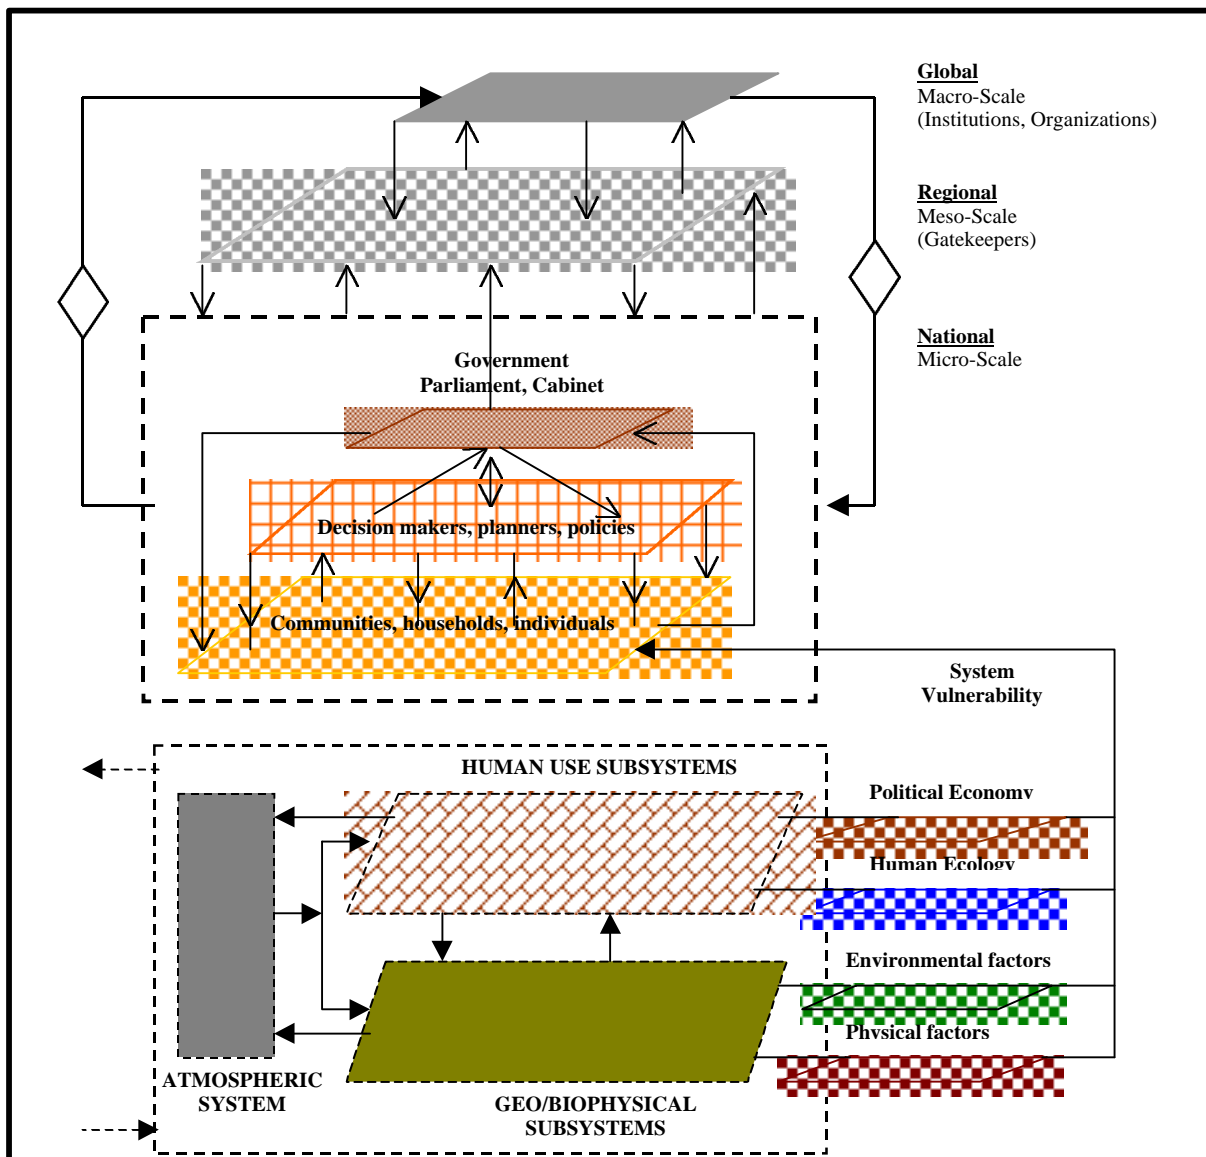 Global
Macro-Scale
(Institutions, Organizations)
Regional
Meso-Scale
(Gatekeepers)
National
Micro-Scale
Government
Parliament, Cabinet
Decision makers, planners, policies
Communities, households, individuals
System
Vulnerability
HUMAN USE SUBSYSTEMS
Political Economy
Human Ecology
Environmental factors
Physical factors
ATMOSPHERIC
SYSTEM
GEO/BIOPHYSICAL
SUBSYSTEMS